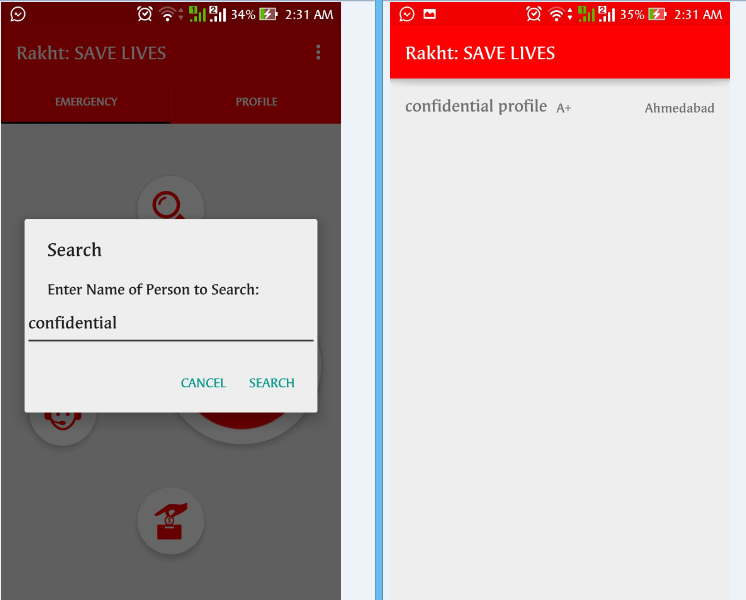 34% 2:31 AM
Rakht: SAVE LIVES
EMERGENCY PROFILE
Search
Enter Name of Person to Search:
confidential
CANCEL SEARCH
35% 2:31 AM
Rakht: SAVE LIVES
confidential profile A+ Ahmedabad